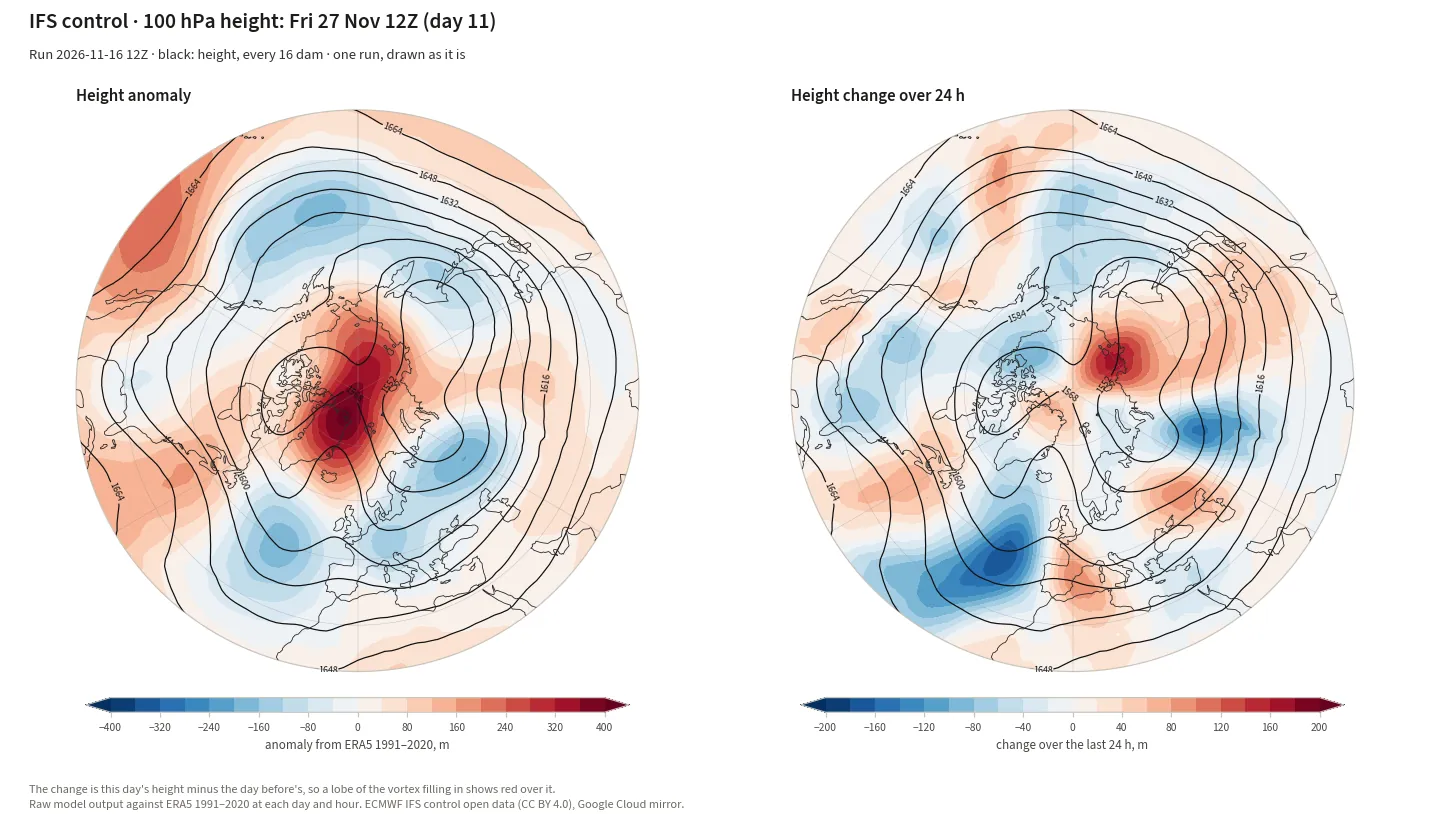 IFS control · 100 hPa height: Fri 27 Nov 12Z (day 11)
Run 2026-11-16 12Z · black: height, every 16 dam · one run, drawn as it is
Height anomaly
1664
1664
1648
1632
1584
1616
1600
1664
1648
−400 −320 −240 −160 −80 0 80 160 240 320 400
anomaly from ERA5 1991–2020, m
Height change over 24 h
1664
1664
1648
1632
1584
1568
1616
1600
1664
1648
−200 −160 −120 −80 −40 0 40 80 120 160 200
change over the last 24 h, m
The change is this day's height minus the day before's, so a lobe of the vortex filling in shows red over it.
Raw model output against ERA5 1991–2020 at each day and hour. ECMWF IFS control open data (CC BY 4.0), Google Cloud mirror.